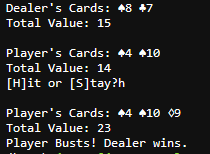 Dealer's Cards: ♠8 ♣7
Total Value: 15
Player's Cards: ♠4 ♠10
Total Value: 14
[H]it or [S]tay?h
Player's Cards: ♠4 ♠10 ◊9
Total Value: 23
Player Busts! Dealer wins.